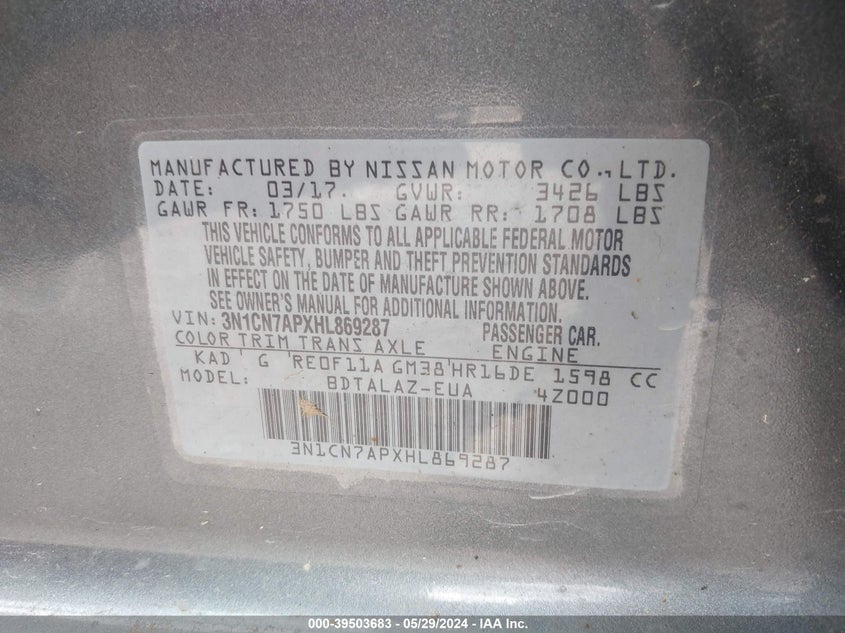 MANUFACTURED BY NISSAN MOTOR CO., LTD.
DATE: 03/17. GVWR: 3426 LBS
GAWR FR: 1750 LBS GAWR RR: 1708 LBS
THIS VEHICLE CONFORMS TO ALL APPLICABLE FEDERAL MOTOR
VEHICLE SAFETY, BUMPER AND THEFT PREVENTION STANDARDS
IN EFFECT ON THE DATE OF MANUFACTURE SHOWN ABOVE.
SEE OWNER'S MANUAL FOR ADDITIONAL INFORMATION.
VIN: 3N1CN7APXHL869287 PASSENGER CAR.
COLOR TRIM TRANS AXLE ENGINE
KAD G RE0F11A GM38 HR16DE 1598 CC
MODEL: BDTALAZ-EUA 4Z000
3N1CN7APXHL869287
000-39503683 - 05/29/2024 - IAA Inc.